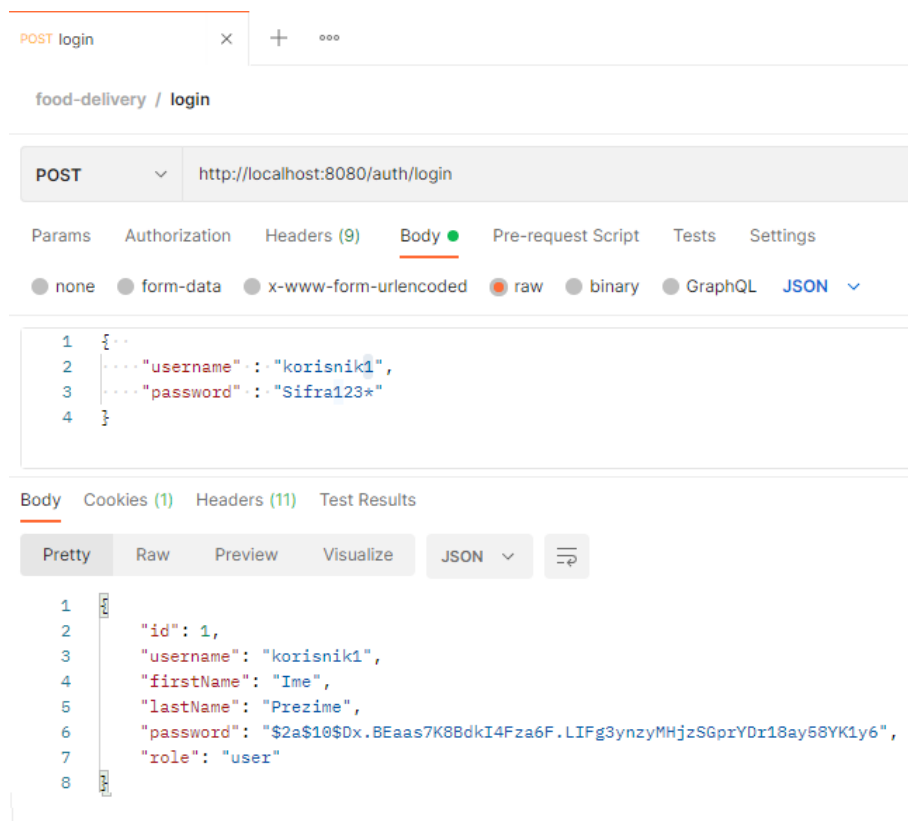 POST login
food-delivery / login
POST http://localhost:8080/auth/login
Params Authorization Headers (9) Body Pre-request Script Tests Settings
none form-data x-www-form-urlencoded raw binary GraphQL JSON
1 {
2 "username" : "korisnik1",
3 "password" : "Sifra123*"
4 }
Body Cookies (1) Headers (11) Test Results
Pretty Raw Preview Visualize JSON
1 {
2 "id": 1,
3 "username": "korisnik1",
4 "firstName": "Ime",
5 "lastName": "Prezime",
6 "password": "$2a$10$Dx.BEaas7K8BdkI4Fza6F.LIFg3ynzyMHjzSGprYDr18ay58YK1y6",
7 "role": "user"
8 }